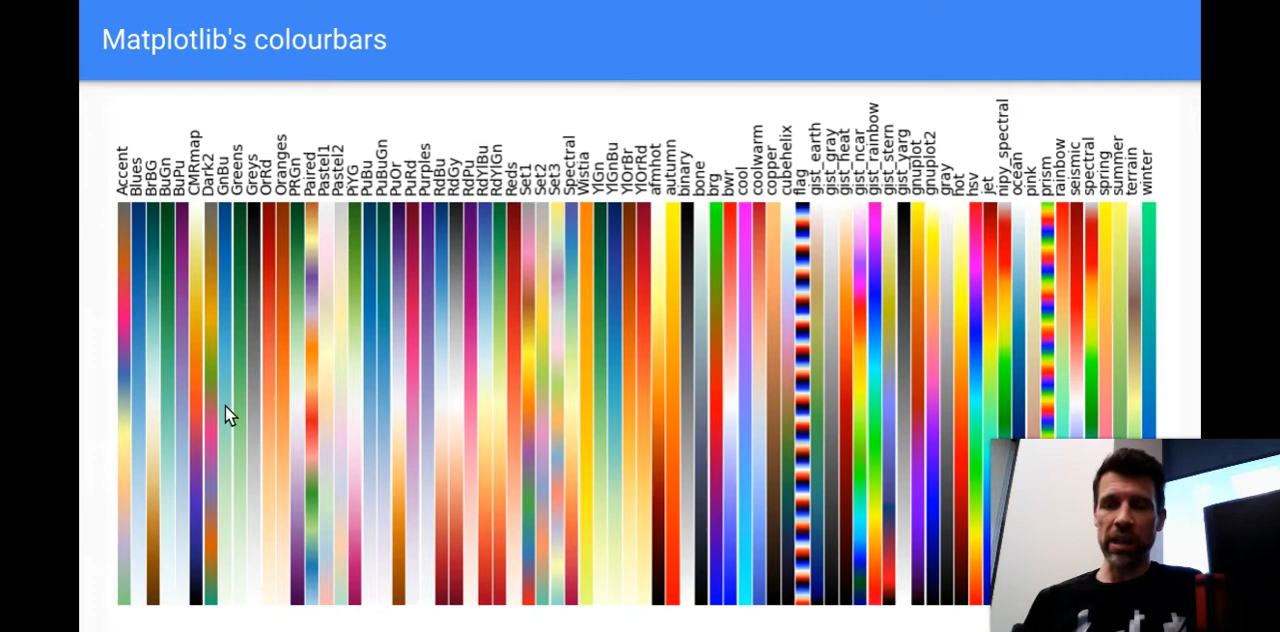 Matplotlib's colourbars
Accent
Blues
BrBG
BuGn
BuPu
CMRmap
Dark2
GnBu
Greens
Greys
OrRd
Oranges
PRGn
Paired
Pastel1
Pastel2
PiYG
PuBu
PuBuGn
PuOr
PuRd
Purples
RdBu
RdGy
RdPu
RdYlBu
RdYlGn
Reds
Set1
Set2
Set3
Spectral
Wistia
YlGn
YlGnBu
YlOrBr
YlOrRd
afmhot
autumn
binary
bone
brg
bwr
cool
coolwarm
copper
cubehelix
flag
gist_earth
gist_gray
gist_heat
gist_ncar
gist_rainbow
gist_stern
gist_yarg
gnuplot
gnuplot2
gray
hot
hsv
jet
nipy_spectral
ocean
pink
prism
rainbow
seismic
spectral
spring
summer
terrain
winter